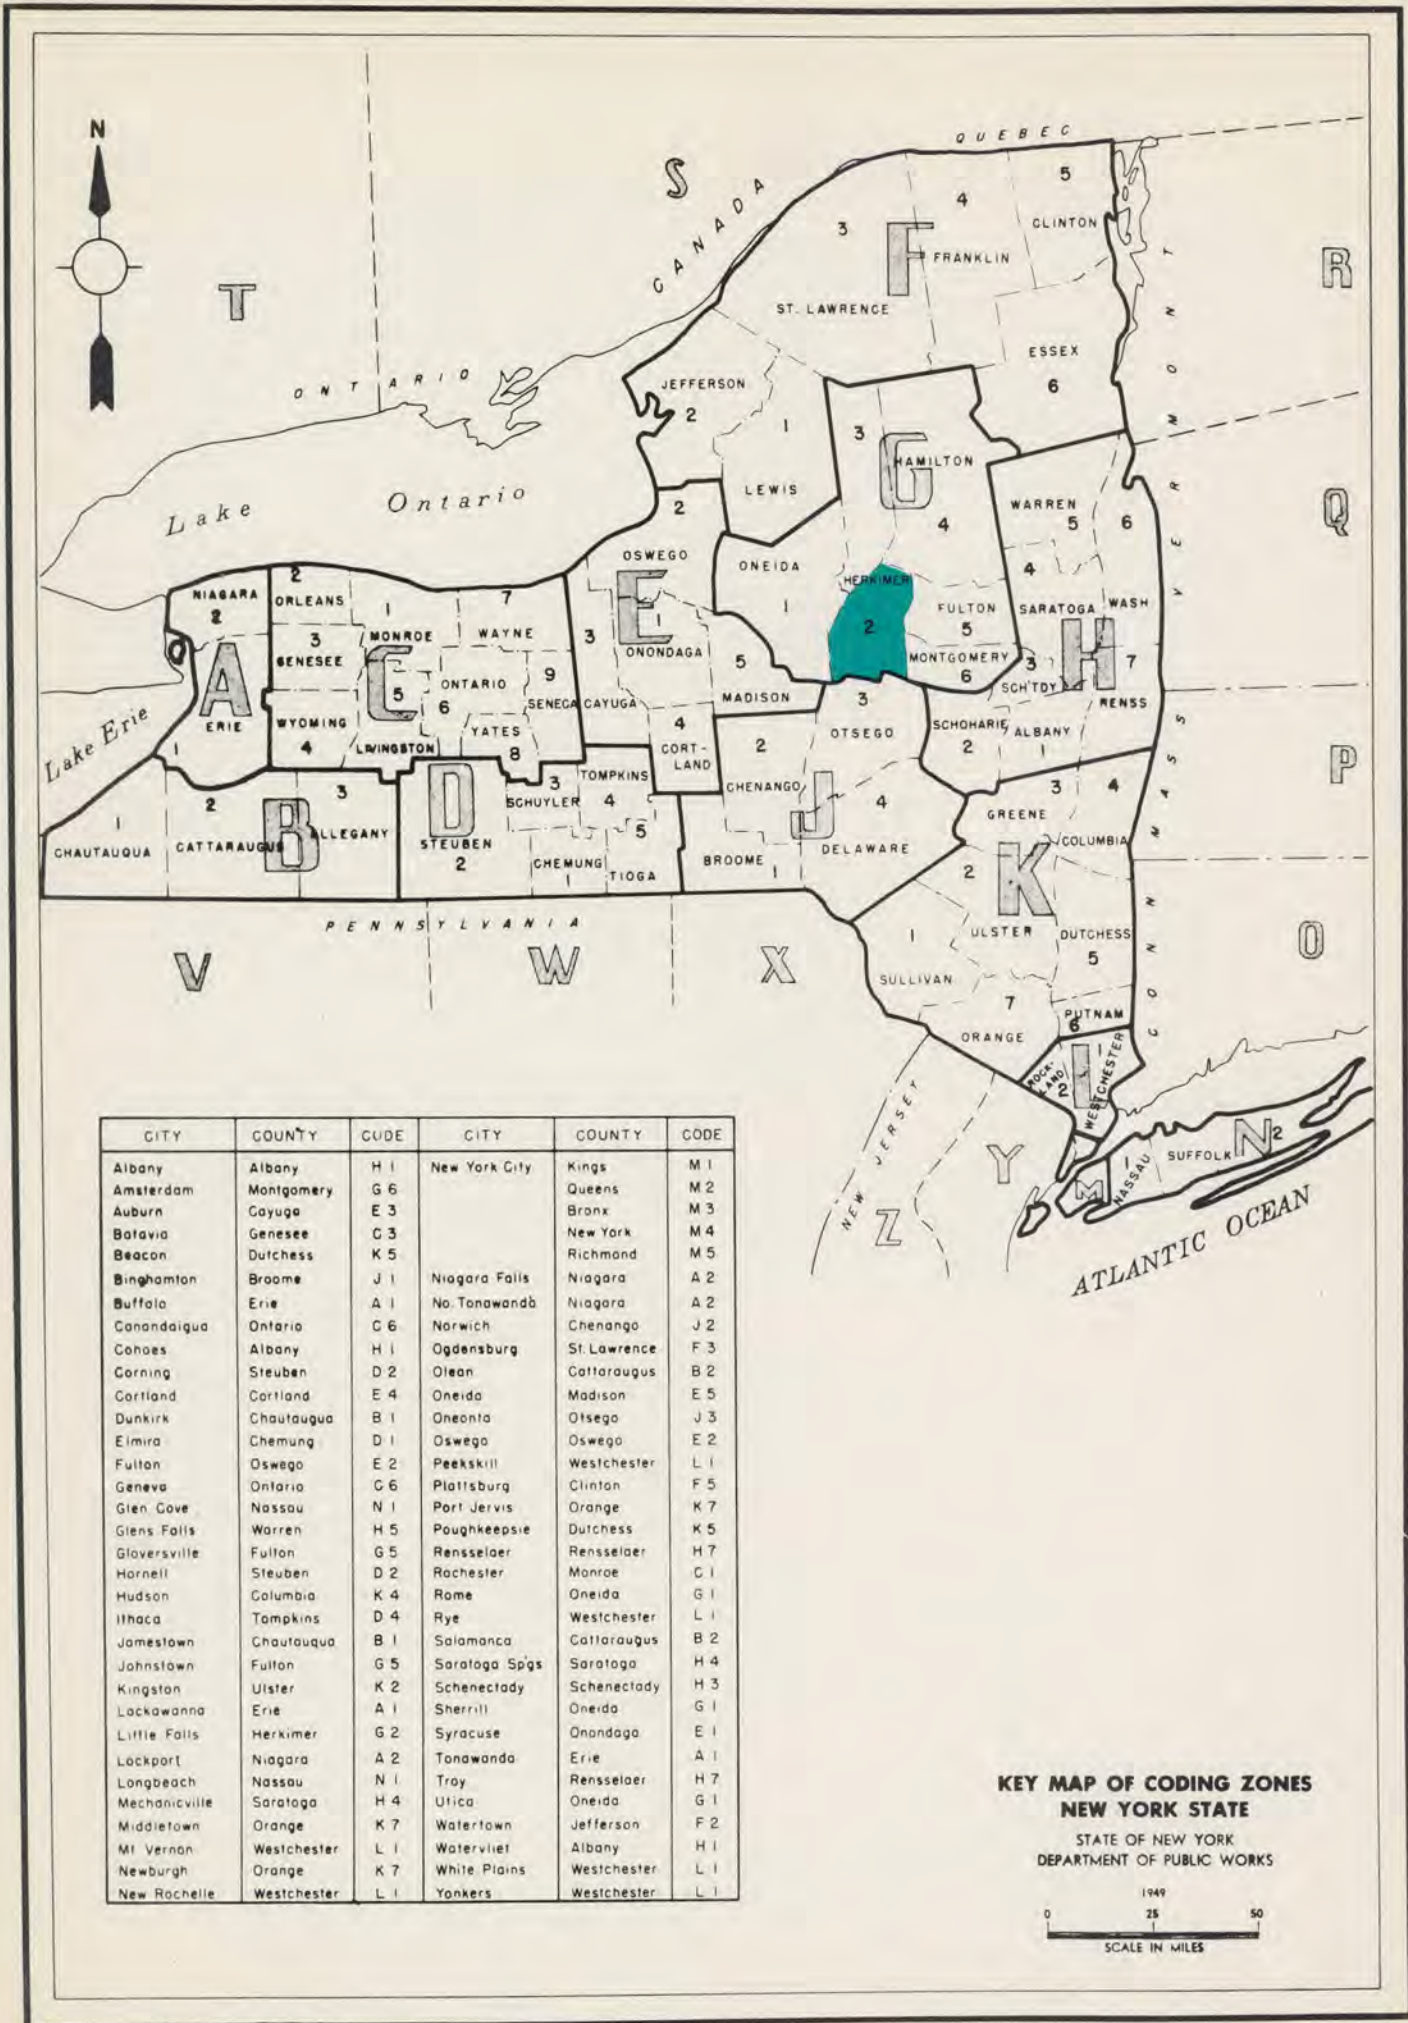 QUEBEC
N
S
CANADA
5
4
3
CLINTON
F
FRANKLIN
VERMONT
R
T
ST. LAWRENCE
ESSEX
ONTARIO
6
JEFFERSON
2
1
3
G
HAMILTON
LEWIS
Lake Ontario
WARREN
5
6
Q
2
4
OSWEGO
ONEIDA
4
NIAGARA
2
2
ORLEANS
7
E
1
HERKIMER
1
FULTON
5
SARATOGA
WASH
1
MONROE
WAYNE
3
ONONDAGA
2
H
3
GENESEE
MONTGOMERY
6
3
7
A
C
5
ONTARIO
6
9
SENECA
CAYUGA
5
MADISON
SCH'TDY
RENSS
ERIE
WYOMING
4
YATES
8
LIVINGSTON
4
CORT-
LAND
3
OTSEGO
SCHOHARIE
2
ALBANY
1
MASS
P
Lake Erie
1
2
CHENANGO
TOMPKINS
4
3
SCHUYLER
2
3
D
J
4
3
4
GREENE
1
CHAUTAUQUA
CATTARAUGUS
B
ALLEGANY
STEUBEN
2
5
CHEMUNG
1
TIOGA
BROOME
1
DELAWARE
COLUMBIA
K
2
PENNSYLVANIA
CONN
V
W
X
1
ULSTER
DUTCHESS
5
O
SULLIVAN
7
ORANGE
PUTNAM
6
ROCK-
LAND
2
L
1
WESTCHESTER
NEW JERSEY
Y
Z
M
1
NASSAU
SUFFOLK
N
2
ATLANTIC OCEAN
CITY COUNTY CODE CITY COUNTY CODE
Albany Albany H 1 New York City Kings M 1
Amsterdam Montgomery G 6 Queens M 2
Auburn Cayuga E 3 Bronx M 3
Batavia Genesee C 3 New York M 4
Beacon Dutchess K 5 Richmond M 5
Binghamton Broome J 1 Niagara Falls Niagara A 2
Buffalo Erie A 1 No. Tonawanda Niagara A 2
Canandaigua Ontario C 6 Norwich Chenango J 2
Cohoes Albany H 1 Ogdensburg St. Lawrence F 3
Corning Steuben D 2 Olean Cattaraugus B 2
Cortland Cortland E 4 Oneida Madison E 5
Dunkirk Chautauqua B 1 Oneonta Otsego J 3
Elmira Chemung D 1 Oswego Oswego E 2
Fulton Oswego E 2 Peekskill Westchester L 1
Geneva Ontario C 6 Plattsburg Clinton F 5
Glen Cove Nassau N 1 Port Jervis Orange K 7
Glens Falls Warren H 5 Poughkeepsie Dutchess K 5
Gloversville Fulton G 5 Rensselaer Rensselaer H 7
Hornell Steuben D 2 Rochester Monroe C 1
Hudson Columbia K 4 Rome Oneida G 1
Ithaca Tompkins D 4 Rye Westchester L 1
Jamestown Chautauqua B 1 Salamanca Cattaraugus B 2
Johnstown Fulton G 5 Saratoga Sp'gs Saratoga H 4
Kingston Ulster K 2 Schenectady Schenectady H 3
Lackawanna Erie A 1 Sherrill Oneida G 1
Little Falls Herkimer G 2 Syracuse Onondaga E 1
Lockport Niagara A 2 Tonawanda Erie A 1
Longbeach Nassau N 1 Troy Rensselaer H 7
Mechanicville Saratoga H 4 Utica Oneida G 1
Middletown Orange K 7 Watertown Jefferson F 2
Mt Vernon Westchester L 1 Watervliet Albany H 1
Newburgh Orange K 7 White Plains Westchester L 1
New Rochelle Westchester L 1 Yonkers Westchester L 1
KEY MAP OF CODING ZONES
NEW YORK STATE
STATE OF NEW YORK
DEPARTMENT OF PUBLIC WORKS
1949
0 25 50
SCALE IN MILES